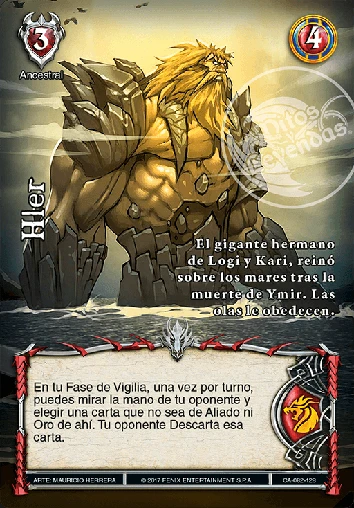 3
4
Ancestral
Mitos y
Leyendas
Hler
El gigante hermano
de Logi y Kari, reinó
sobre los mares tras la
muerte de Ymir. Las
olas le obedecen.
En tu Fase de Vigilia, una vez por turno,
puedes mirar la mano de tu oponente y
elegir una carta que no sea de Aliado ni
Oro de ahí. Tu oponente Descarta esa
carta.
ARTE: MAURICIO HERRERA
© 2017 FENIX ENTERTAINMENT S.P.A.